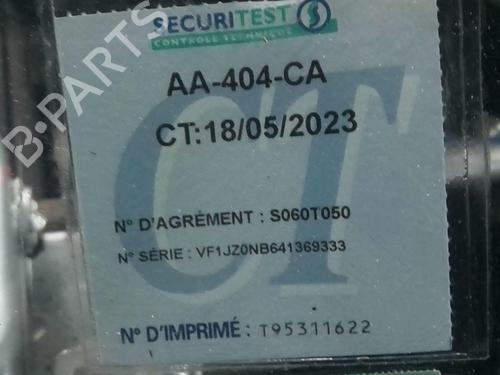 SECURITEST
CONTROLE TECHNIQUE
AA-404-CA
CT:18/05/2023
CT
N° D'AGRÉMENT : S060T050
N° SÉRIE : VF1JZ0NB641369333
N° D'IMPRIMÉ : T95311622
B-PARTS